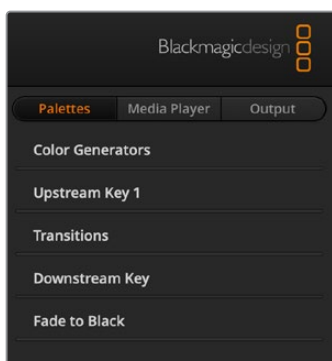 Blackmagicdesign
Palettes Media Player Output
Color Generators
Upstream Key 1
Transitions
Downstream Key
Fade to Black